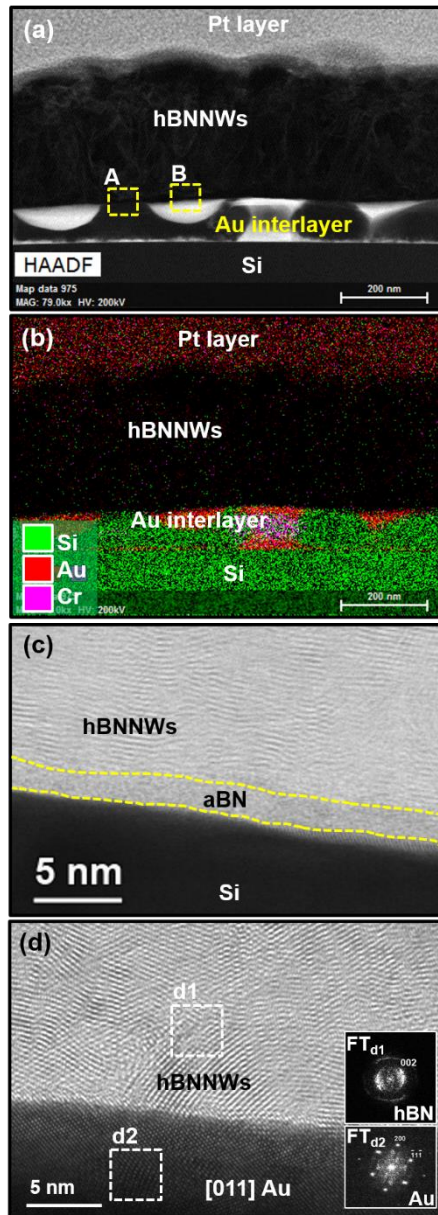 (a)
Pt layer
hBNNWs
A
B
Au interlayer
HAADF
Si
Map data 975
MAG: 79.0kx HV: 200kV
200 nm
(b)
Pt layer
hBNNWs
Au interlayer
Si
Au
Cr
Si
HV: 200kV
200 nm
(c)
hBNNWs
aBN
5 nm
Si
(d)
d1
hBNNWs
FTd1
002
hBN
d2
FTd2
200
5 nm
[011] Au
Au